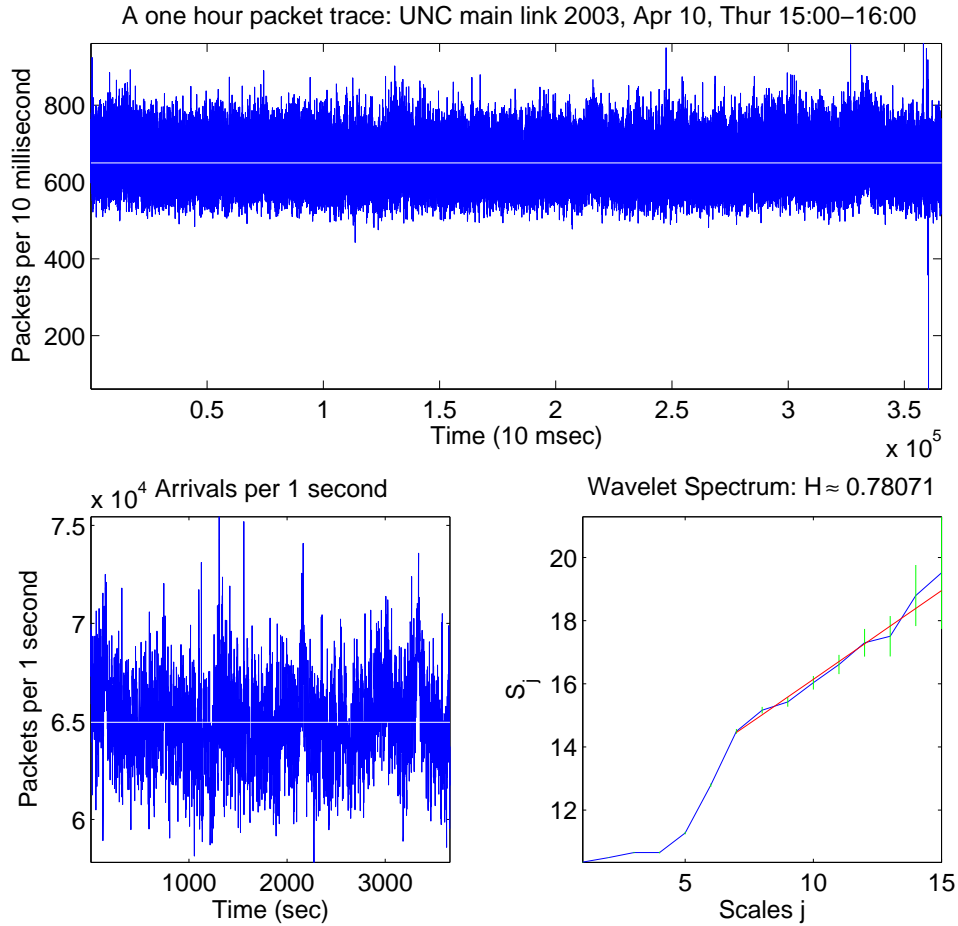 A one hour packet trace: UNC main link 2003, Apr 10, Thur 15:00−16:00
Packets per 10 millisecond
800
600
400
200
0.5
1
1.5
2
2.5
3
3.5
Time (10 msec)
x 10^5
x 10^4 Arrivals per 1 second
Packets per 1 second
7.5
7
6.5
6
1000
2000
3000
Time (sec)
Wavelet Spectrum: H ≈ 0.78071
S_j
20
18
16
14
12
5
10
15
Scales j